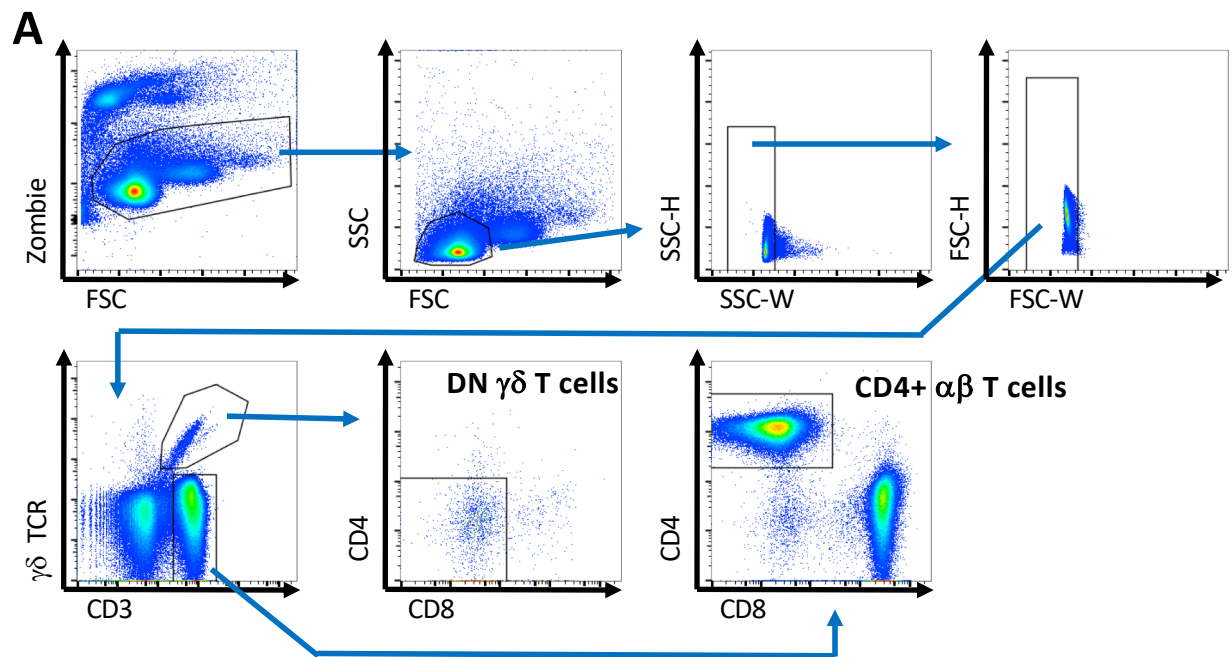 A
Zombie
FSC
SSC
FSC
SSC-H
SSC-W
FSC-H
FSC-W
γδ TCR
CD3
DN γδ T cells
CD4
CD8
CD4+ αβ T cells
CD4
CD8